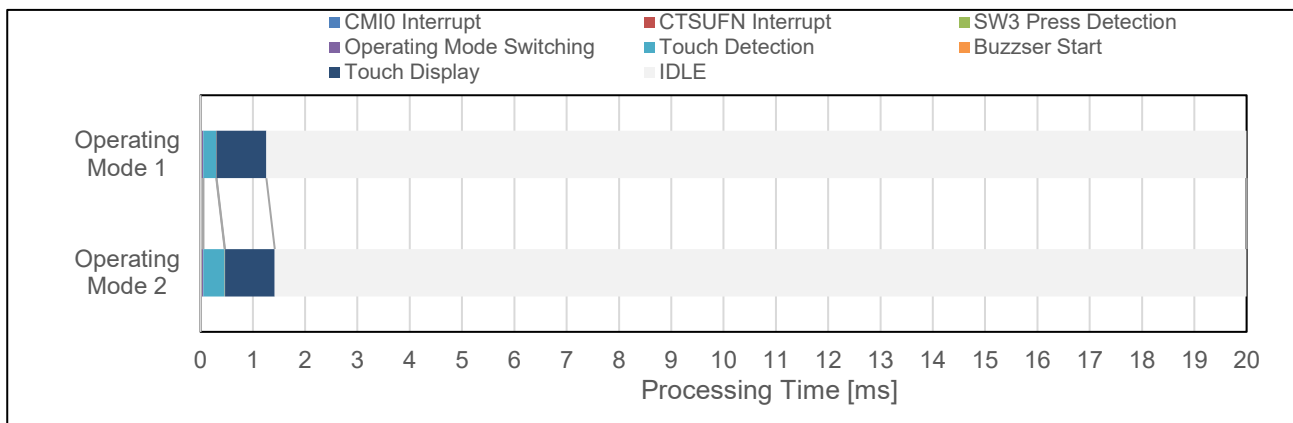 CMI0 Interrupt CTSUFN Interrupt SW3 Press Detection
Operating Mode Switching Touch Detection Buzzser Start
Touch Display IDLE
Operating
Mode 1
Operating
Mode 2
0 1 2 3 4 5 6 7 8 9 10 11 12 13 14 15 16 17 18 19 20
Processing Time [ms]